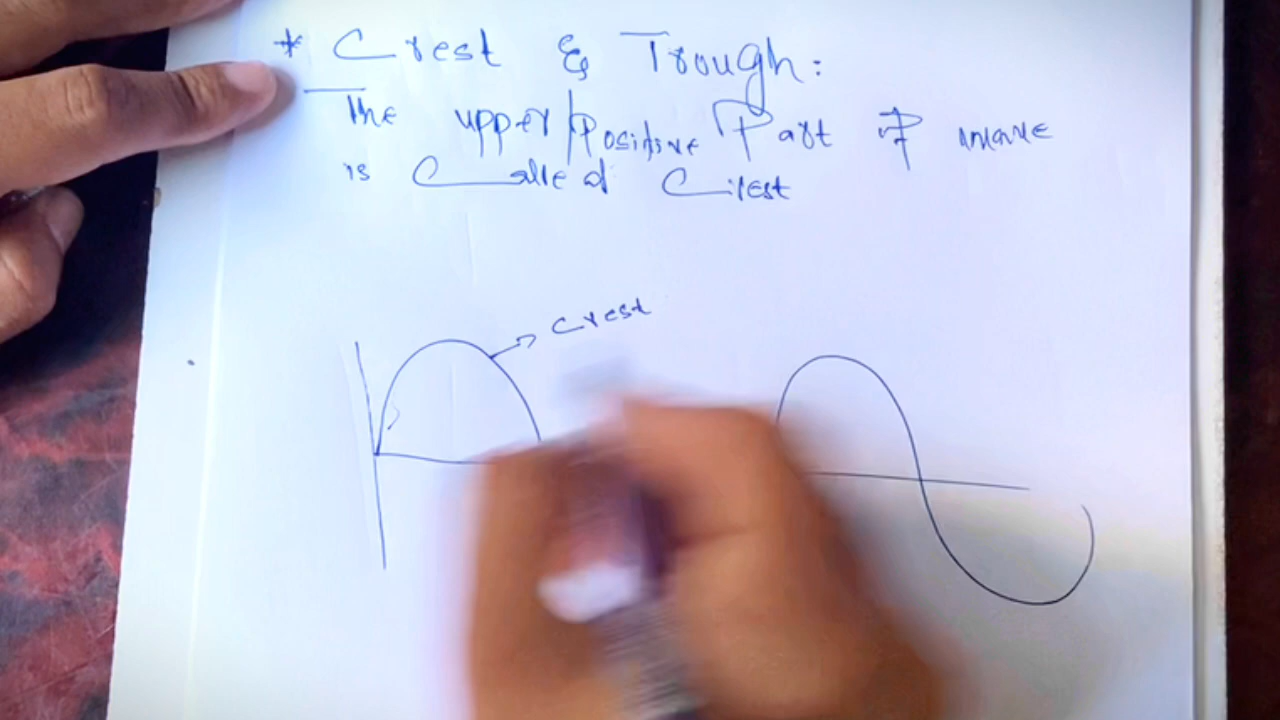 * Crest & Trough:
The upper/Positive Part of wave
is Called Crest
Crest